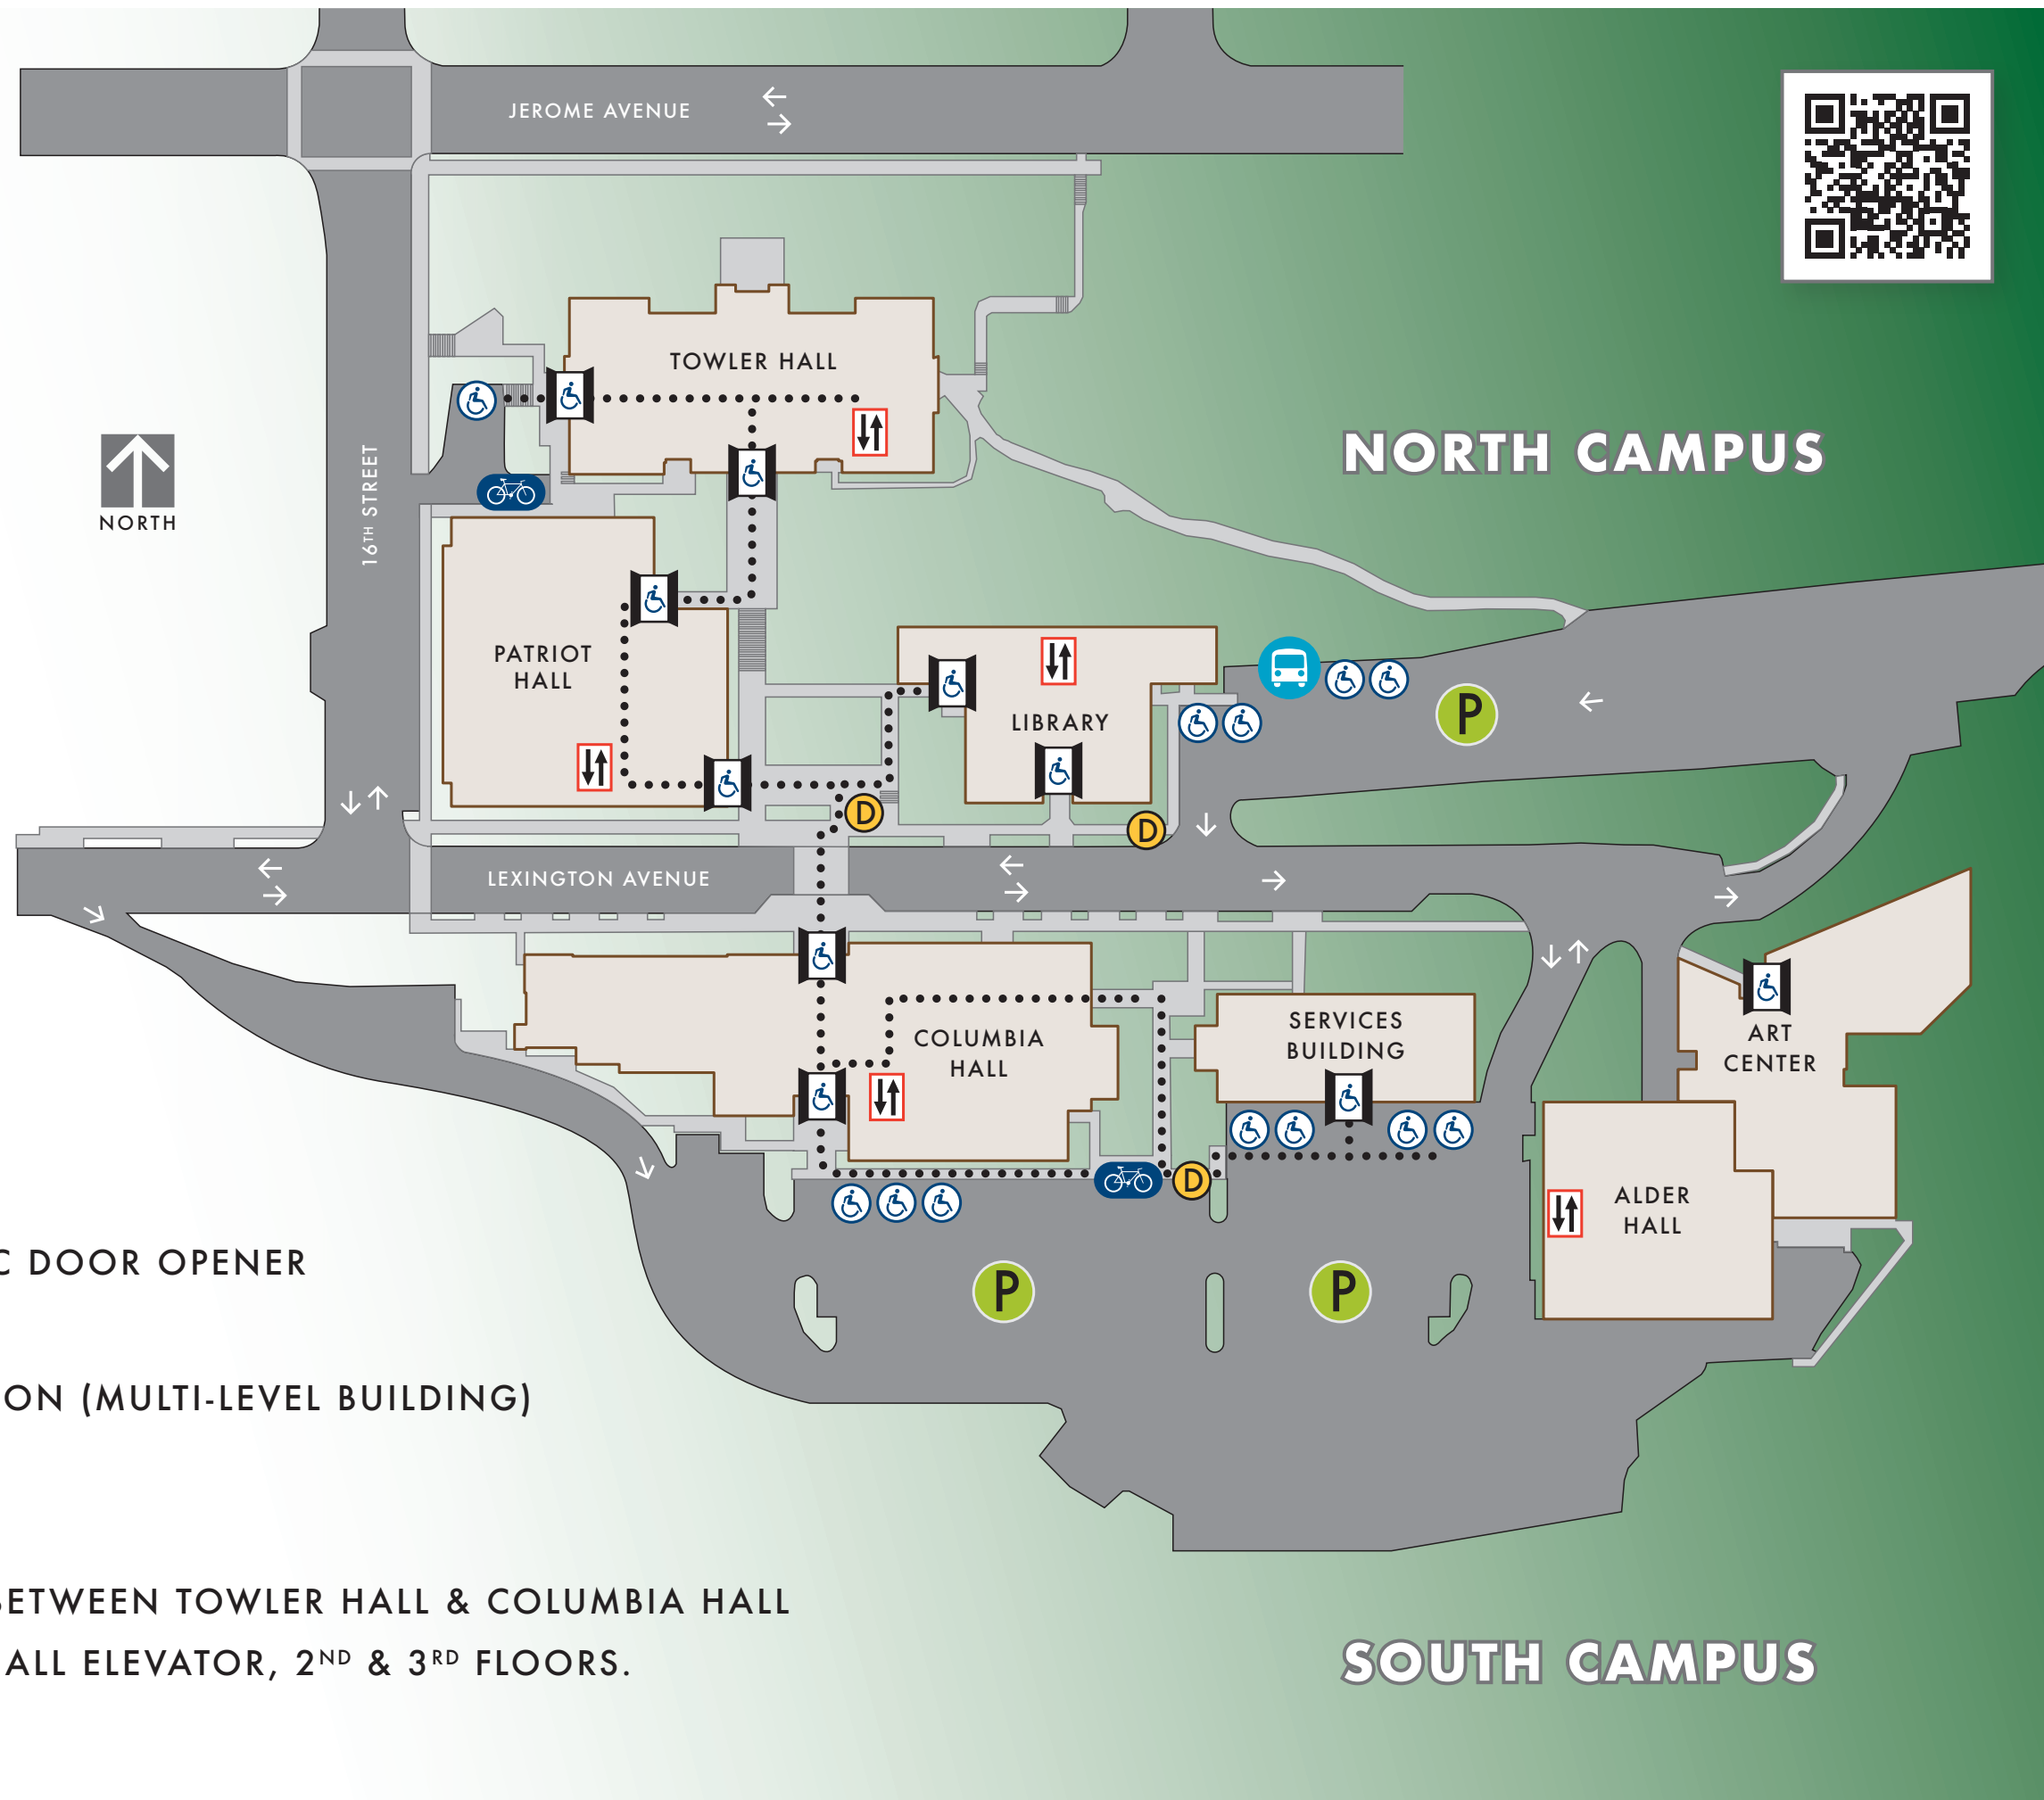 JEROME AVENUE
TOWLER HALL
NORTH CAMPUS
NORTH
16TH STREET
PATRIOT
HALL
LIBRARY
P
D
D
LEXINGTON AVENUE
SERVICES
BUILDING
COLUMBIA
HALL
ART
CENTER
D
ALDER
HALL
C DOOR OPENER
P
P
ON (MULTI-LEVEL BUILDING)
BETWEEN TOWLER HALL & COLUMBIA HALL
ALL ELEVATOR, 2ND & 3RD FLOORS.
SOUTH CAMPUS